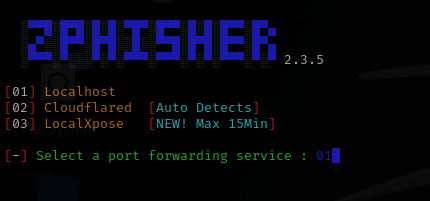 ZPHISHER 2.3.5
[01] Localhost
[02] Cloudflared [Auto Detects]
[03] LocalXpose [NEW! Max 15Min]
[-] Select a port forwarding service : 01